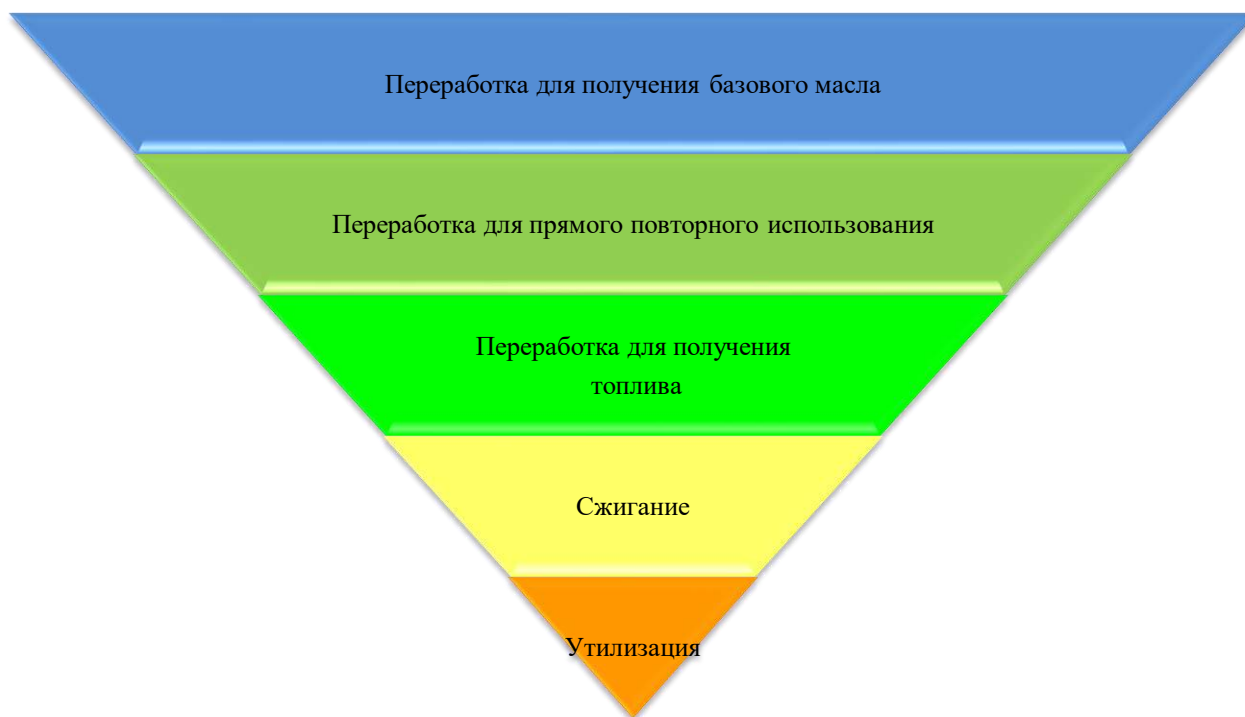 Переработка для получения базового масла
Переработка для прямого повторного использования
Переработка для получения
топлива
Сжигание
Утилизация